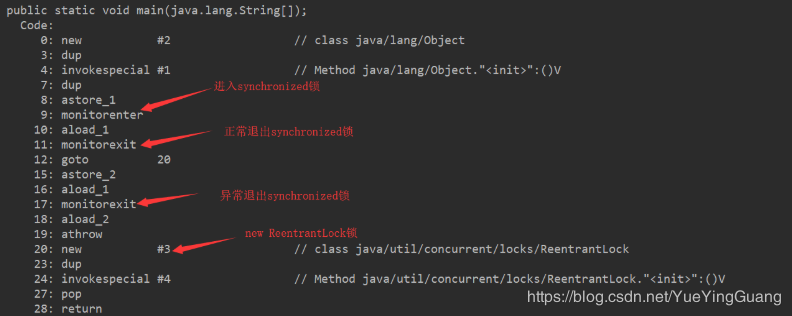 public static void main(java.lang.String[]);
Code:
0: new #2 // class java/lang/Object
3: dup
4: invokespecial #1 // Method java/lang/Object."<init>":()V
7: dup
进入synchronized锁
8: astore_1
9: monitorenter
10: aload_1
正常退出synchronized锁
11: monitorexit
12: goto 20
15: astore_2
16: aload_1
异常退出synchronized锁
17: monitorexit
18: aload_2
19: athrow
new ReentrantLock锁
20: new #3 // class java/util/concurrent/locks/ReentrantLock
23: dup
24: invokespecial #4 // Method java/util/concurrent/locks/ReentrantLock."<init>":()V
27: pop
https://blog.csdn.net/YueYingGuang
28: return